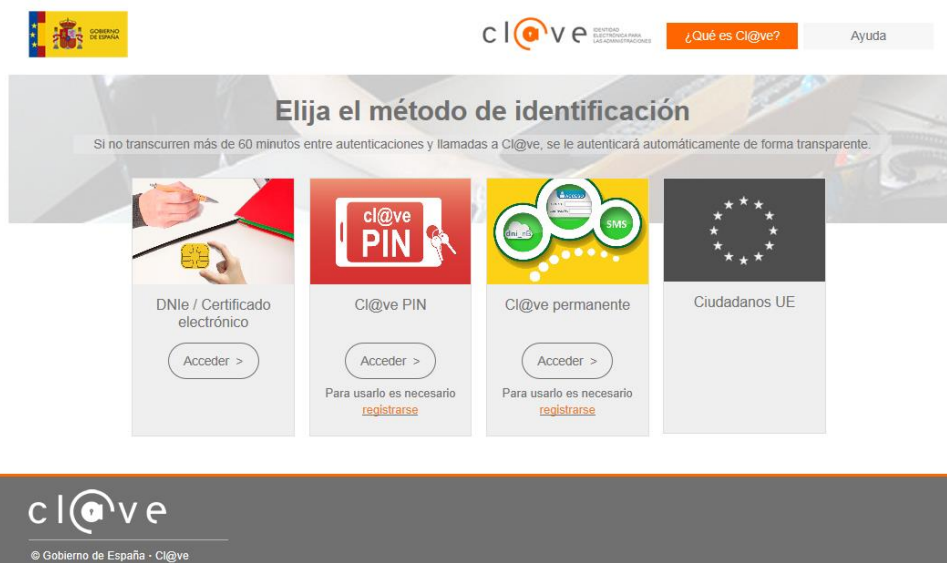 GOBIERNO
DE ESPAÑA
cl@ve
IDENTIDAD
ELECTRÓNICA PARA
LAS ADMINISTRACIONES
¿Qué es Cl@ve?
Ayuda
Elija el método de identificación
Si no transcurren más de 60 minutos entre autenticaciones y llamadas a Cl@ve, se le autenticará automáticamente de forma transparente.
cl@ve
PIN
ACCESO
SMS
DNIe / Certificado
electrónico
Acceder >
Cl@ve PIN
Acceder >
Para usarlo es necesario
registrarse
Cl@ve permanente
Acceder >
Para usarlo es necesario
registrarse
Ciudadanos UE
cl@ve
© Gobierno de España · Cl@ve